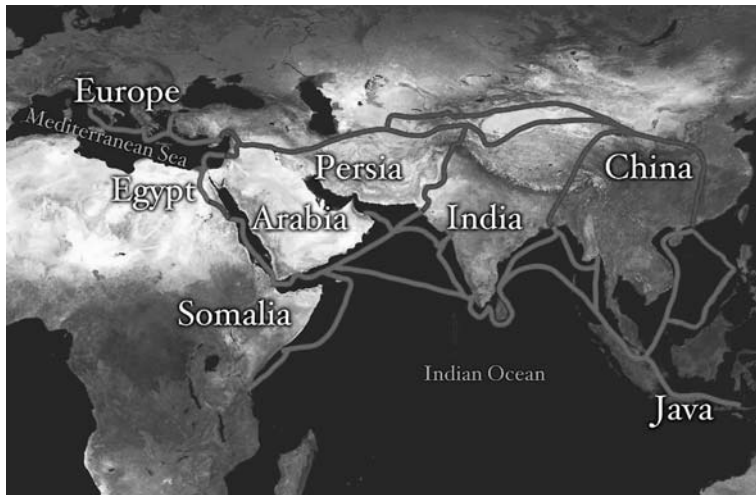 Europe
Mediterranean Sea
Egypt
Arabia
Persia
India
China
Somalia
Indian Ocean
Java